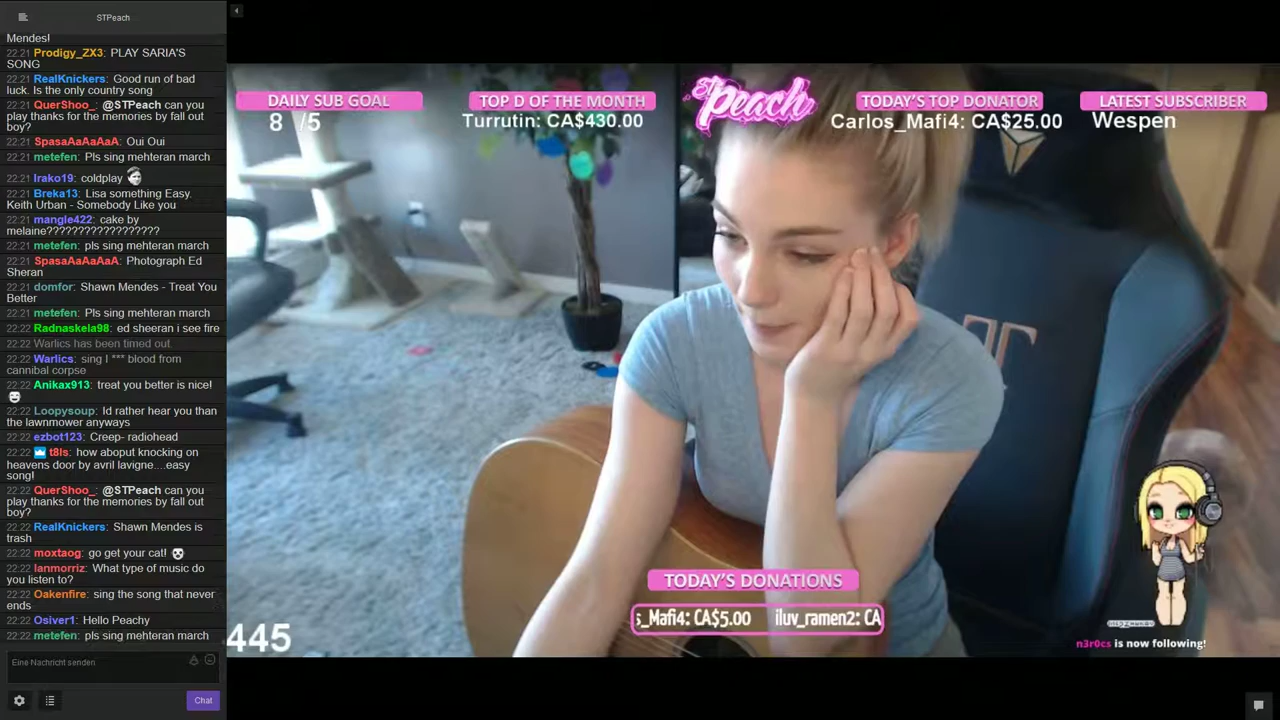 STPeach
Mendes!
22:21 Prodigy_ZX3: PLAY SARIA'S
SONG
22:21 RealKnickers: Good run of bad
luck. Is the only country song
22:21 QuerShoo_: @STPeach can you
play thanks for the memories by fall out
boy?
22:21 SpasaAaAaAaA: Oui Oui
22:21 metefen: Pls sing mehteran march
22:21 Irako19: coldplay
22:21 Breka13: Lisa something Easy.
Keith Urban - Somebody Like you
22:21 mangle422: cake by
melaine???????????????????
22:21 metefen: pls sing mehteran march
22:21 SpasaAaAaAaA: Photograph Ed
Sheran
22:21 domfor: Shawn Mendes - Treat You
Better
22:21 metefen: Pls sing mehteran march
22:22 Radnaskela98: ed sheeran i see fire
22:22 Warlics has been timed out.
22:22 Warlics: sing I *** blood from
cannibal corpse
22:22 Anikax913: treat you better is nice!
22:22 Loopysoup: Id rather hear you than
the lawnmower anyways
22:22 ezbot123: Creep- radiohead
22:22 t8ls: how aboput knocking on
heavens door by avril lavigne....easy
song!
22:22 QuerShoo_: @STPeach can you
play thanks for the memories by fall out
boy?
22:22 RealKnickers: Shawn Mendes is
trash
22:22 moxtaog: go get your cat!
22:22 Ianmorriz: What type of music do
you listen to?
22:22 Oakenfire: sing the song that never
ends
22:22 Osiver1: Hello Peachy
22:22 metefen: pls sing mehteran march
Eine Nachricht senden
Chat
DAILY SUB GOAL
8 /5
TOP D OF THE MONTH
Turrutin: CA$430.00
STPeach
TODAY'S TOP DONATOR
Carlos_Mafi4: CA$25.00
LATEST SUBSCRIBER
Wespen
TODAY'S DONATIONS
s_Mafi4: CA$5.00 iluv_ramen2: CA
445
n3r0cs is now following!